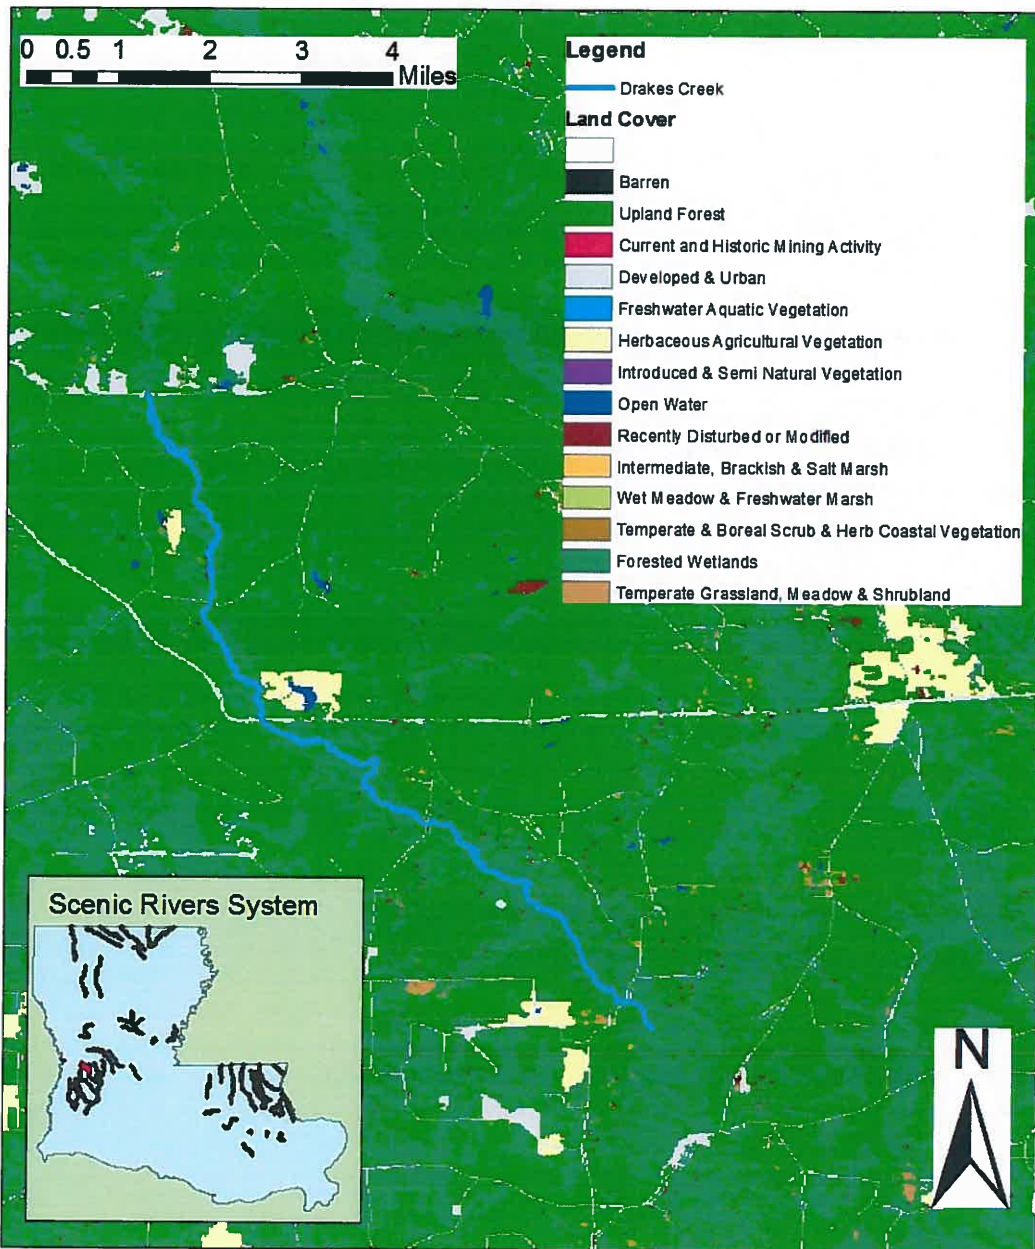 0 0.5 1 2 3 4
Miles
Legend
Drakes Creek
Land Cover
Barren
Upland Forest
Current and Historic Mining Activity
Developed & Urban
Freshwater Aquatic Vegetation
Herbaceous Agricultural Vegetation
Introduced & Semi Natural Vegetation
Open Water
Recently Disturbed or Modified
Intermediate, Brackish & Salt Marsh
Wet Meadow & Freshwater Marsh
Temperate & Boreal Scrub & Herb Coastal Vegetation
Forested Wetlands
Temperate Grassland, Meadow & Shrubland
Scenic Rivers System
N